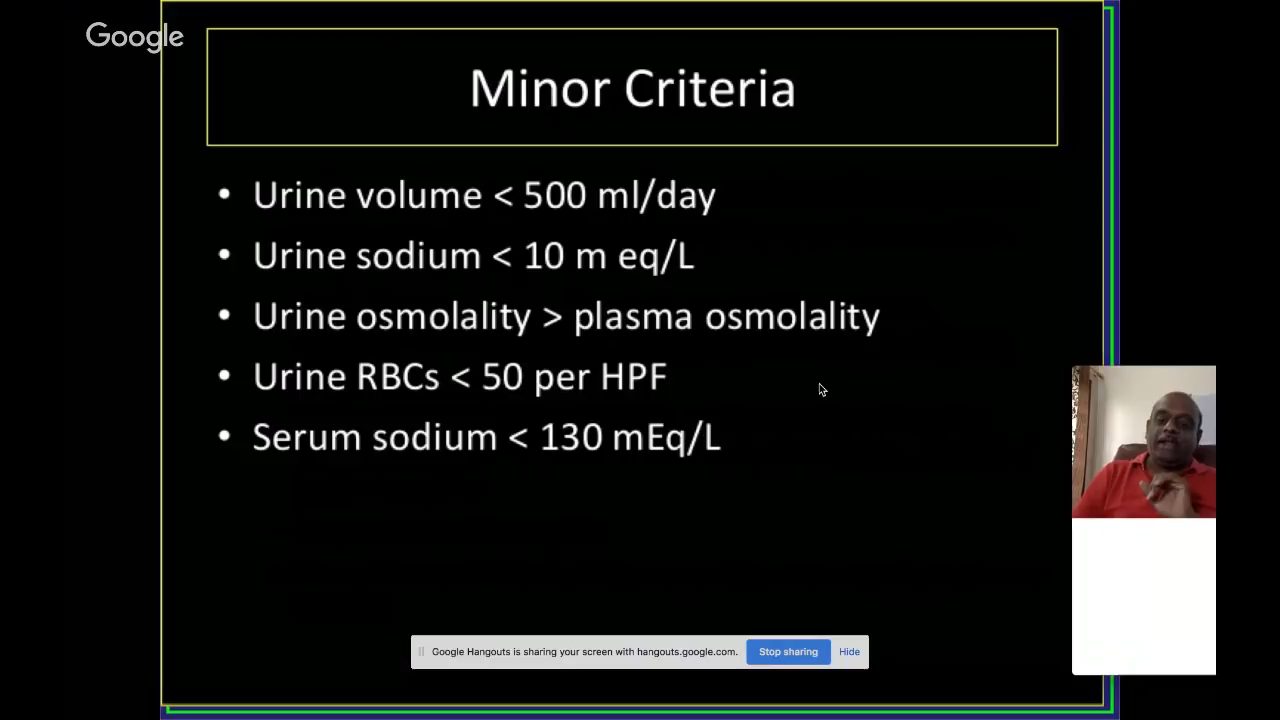 Google
Minor Criteria
• Urine volume < 500 ml/day
• Urine sodium < 10 m eq/L
• Urine osmolality > plasma osmolality
• Urine RBCs < 50 per HPF
• Serum sodium < 130 mEq/L
Google Hangouts is sharing your screen with hangouts.google.com. Stop sharing Hide